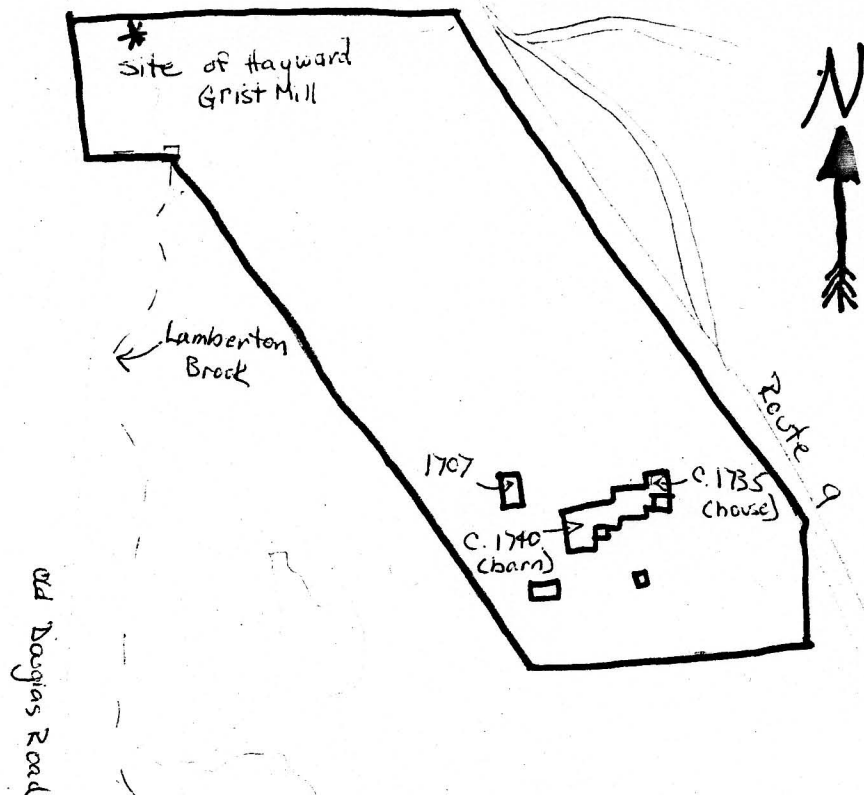 N
site of Hayward
Grist Mill
Lamberton
Brook
Route 9
1707
C. 1735
(house)
C. 1740
(barn)
Old Douglas Road